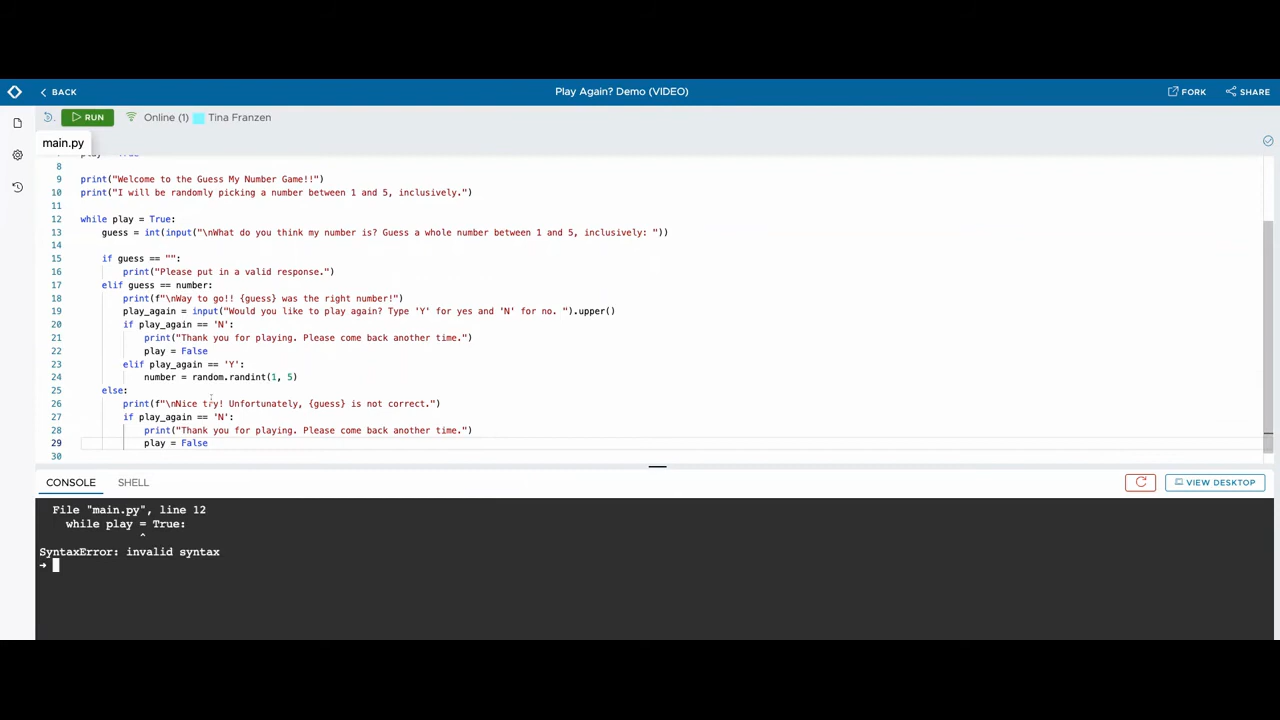 BACK
Play Again? Demo (VIDEO)
FORK
SHARE
RUN
Online (1)
Tina Franzen
main.py
8
9 print("Welcome to the Guess My Number Game!!")
10 print("I will be randomly picking a number between 1 and 5, inclusively.")
11
12 while play = True:
13 guess = int(input("\nWhat do you think my number is? Guess a whole number between 1 and 5, inclusively: "))
14
15 if guess == "":
16 print("Please put in a valid response.")
17 elif guess == number:
18 print(f"\nWay to go!! {guess} was the right number!")
19 play_again = input("Would you like to play again? Type 'Y' for yes and 'N' for no. ").upper()
20 if play_again == 'N':
21 print("Thank you for playing. Please come back another time.")
22 play = False
23 elif play_again == 'Y':
24 number = random.randint(1, 5)
25 else:
26 print(f"\nNice try! Unfortunately, {guess} is not correct.")
27 if play_again == 'N':
28 print("Thank you for playing. Please come back another time.")
29 play = False
30
CONSOLE
SHELL
VIEW DESKTOP
File "main.py", line 12
while play = True:
^
SyntaxError: invalid syntax
➜